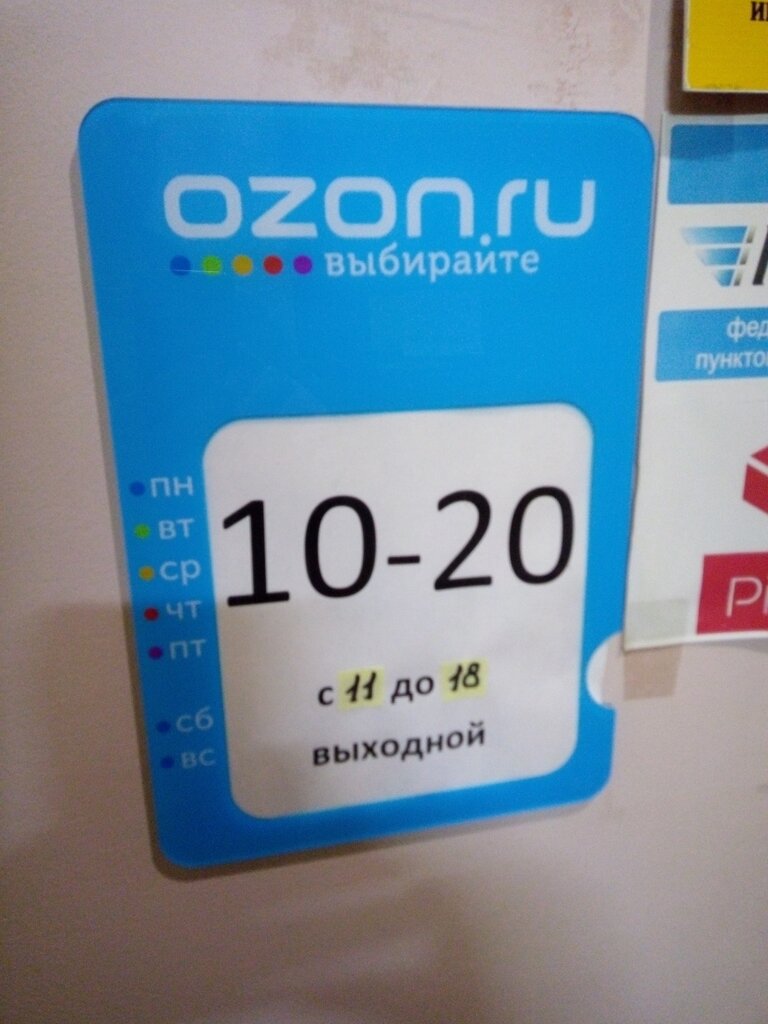 ozon.ru
выбирайте
пн
вт
ср
чт
пт
сб
вс
10-20
с 11 до 18
выходной
фед
пункто